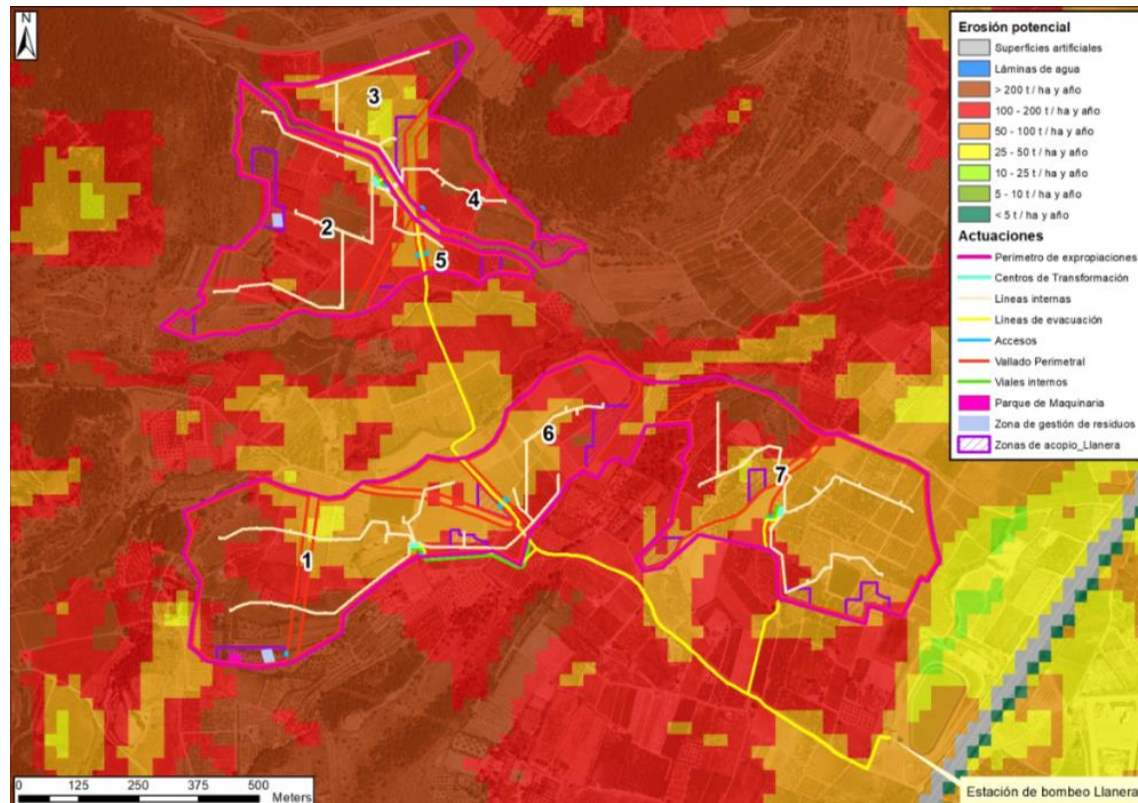 N
Erosión potencial
Superficies artificiales
Láminas de agua
> 200 t / ha y año
100 - 200 t / ha y año
50 - 100 t / ha y año
25 - 50 t / ha y año
10 - 25 t / ha y año
5 - 10 t / ha y año
< 5 t / ha y año
Actuaciones
Perímetro de expropiaciones
Centros de Transformación
Líneas internas
Líneas de evacuación
Accesos
Vallado Perimetral
Viales internos
Parque de Maquinaria
Zona de gestión de residuos
Zonas de acopio_Llanera
3
4
2
5
6
7
1
0 125 250 375 500
Meters
Estación de bombeo Llanera